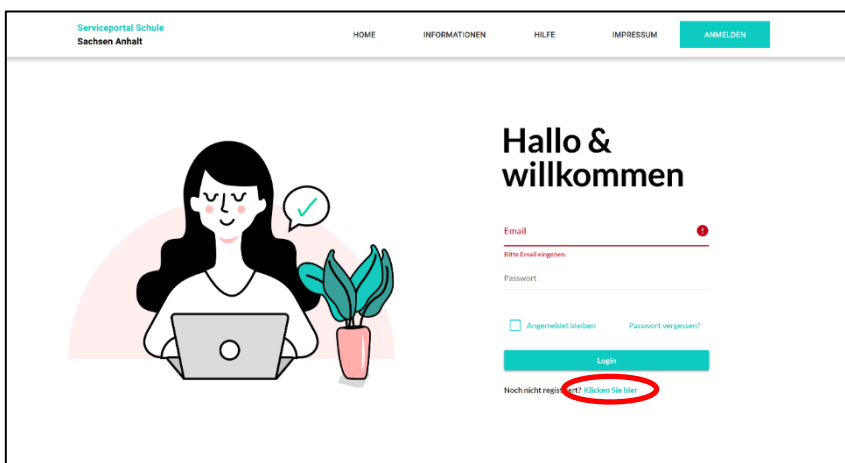 Serviceportal Schule
Sachsen Anhalt
HOME
INFORMATIONEN
HILFE
IMPRESSUM
ANMELDEN
Hallo &
willkommen
Email
!
Bitte Email eingeben.
Passwort
Angemeldet bleiben
Passwort vergessen?
Login
Noch nicht registriert? Klicken Sie hier